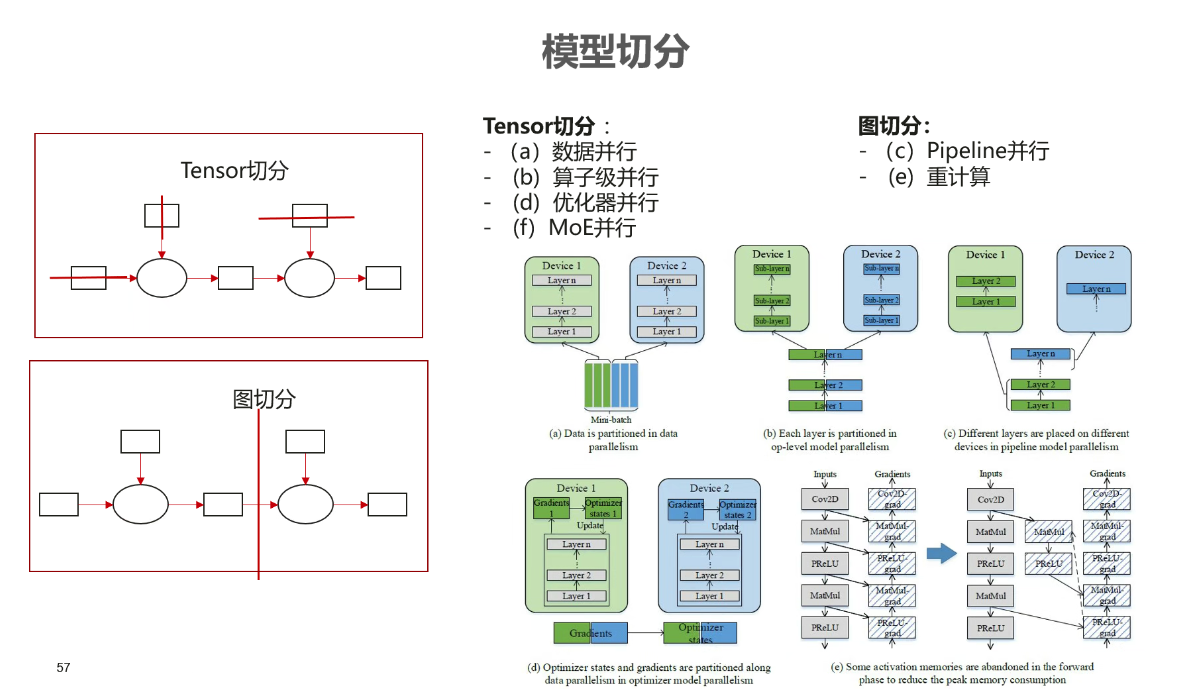 模型切分
Tensor切分
图切分
Tensor切分：
- （a）数据并行
- （b）算子级并行
- （d）优化器并行
- （f）MoE并行
图切分：
- （c）Pipeline并行
- （e）重计算
Device 1
Layer n
Layer 2
Layer 1
Device 2
Layer n
Layer 2
Layer 1
Mini-batch
(a) Data is partitioned in data
parallelism
Device 1
Sub-layer n
Sub-layer 2
Sub-layer 1
Device 2
Sub-layer n
Sub-layer 2
Sub-layer 1
Layer n
Layer 2
Layer 1
(b) Each layer is partitioned in
op-level model parallelism
Device 1
Layer 2
Layer 1
Device 2
Layer n
Layer n
Layer 2
Layer 1
(c) Different layers are placed on different
devices in pipeline model parallelism
Device 1
Gradients
1
Optimizer
states 1
Update
Layer n
Layer 2
Layer 1
Device 2
Gradients
2
Optimizer
states 2
Update
Layer n
Layer 2
Layer 1
Gradients
Optimizer
states
(d) Optimizer states and gradients are partitioned along
data parallelism in optimizer model parallelism
Inputs
Gradients
Cov2D
Cov2D-
grad
MatMul
MatMul-
grad
PReLU
PReLU-
grad
MatMul
MatMul-
grad
PReLU
PReLU-
grad
Inputs
Gradients
Cov2D
Cov2D-
grad
MatMul
MatMul
MatMul-
grad
PReLU
PReLU
PReLU-
grad
MatMul
MatMul-
grad
PReLU
PReLU-
grad
(e) Some activation memories are abandoned in the forward
phase to reduce the peak memory consumption
57